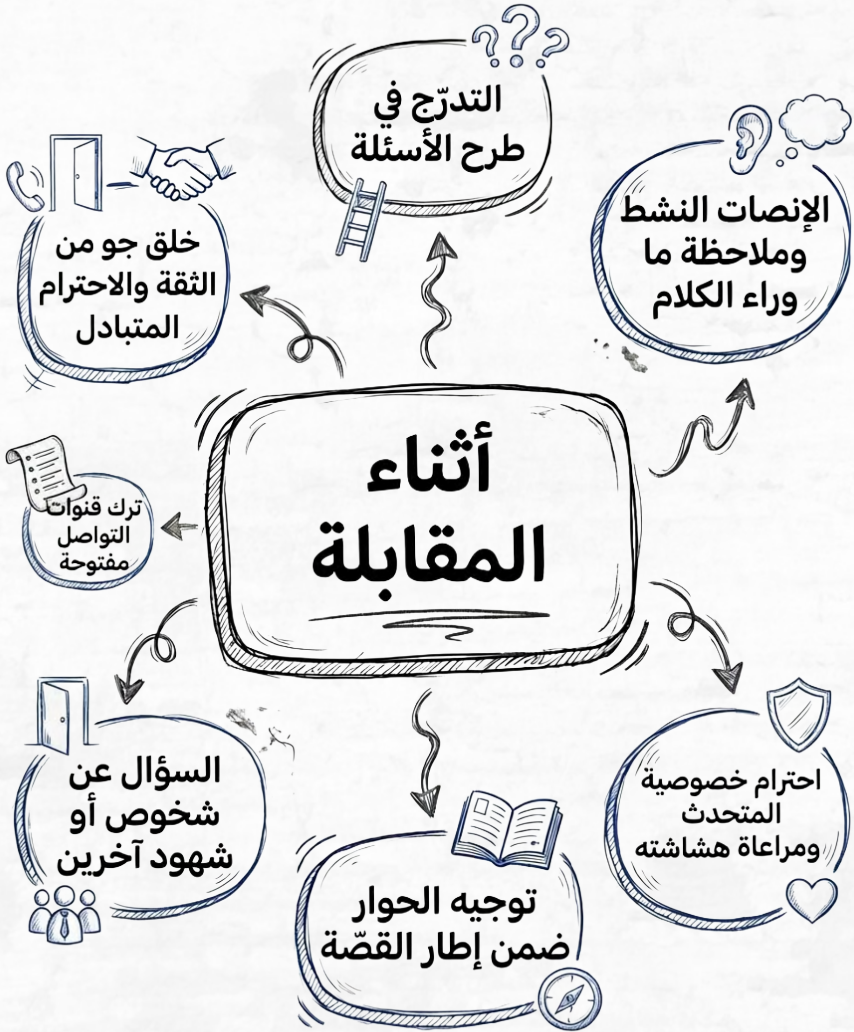 التدرّج في
طرح الأسئلة
الإنصات النشط
وملاحظة ما
وراء الكلام
خلق جو من
الثقة والاحترام
المتبادل
أثناء
المقابلة
ترك قنوات
التواصل
مفتوحة
احترام خصوصية
المتحدث
ومراعاة هشاشته
السؤال عن
شخوص أو
شهود آخرين
توجيه الحوار
ضمن إطار القصّة